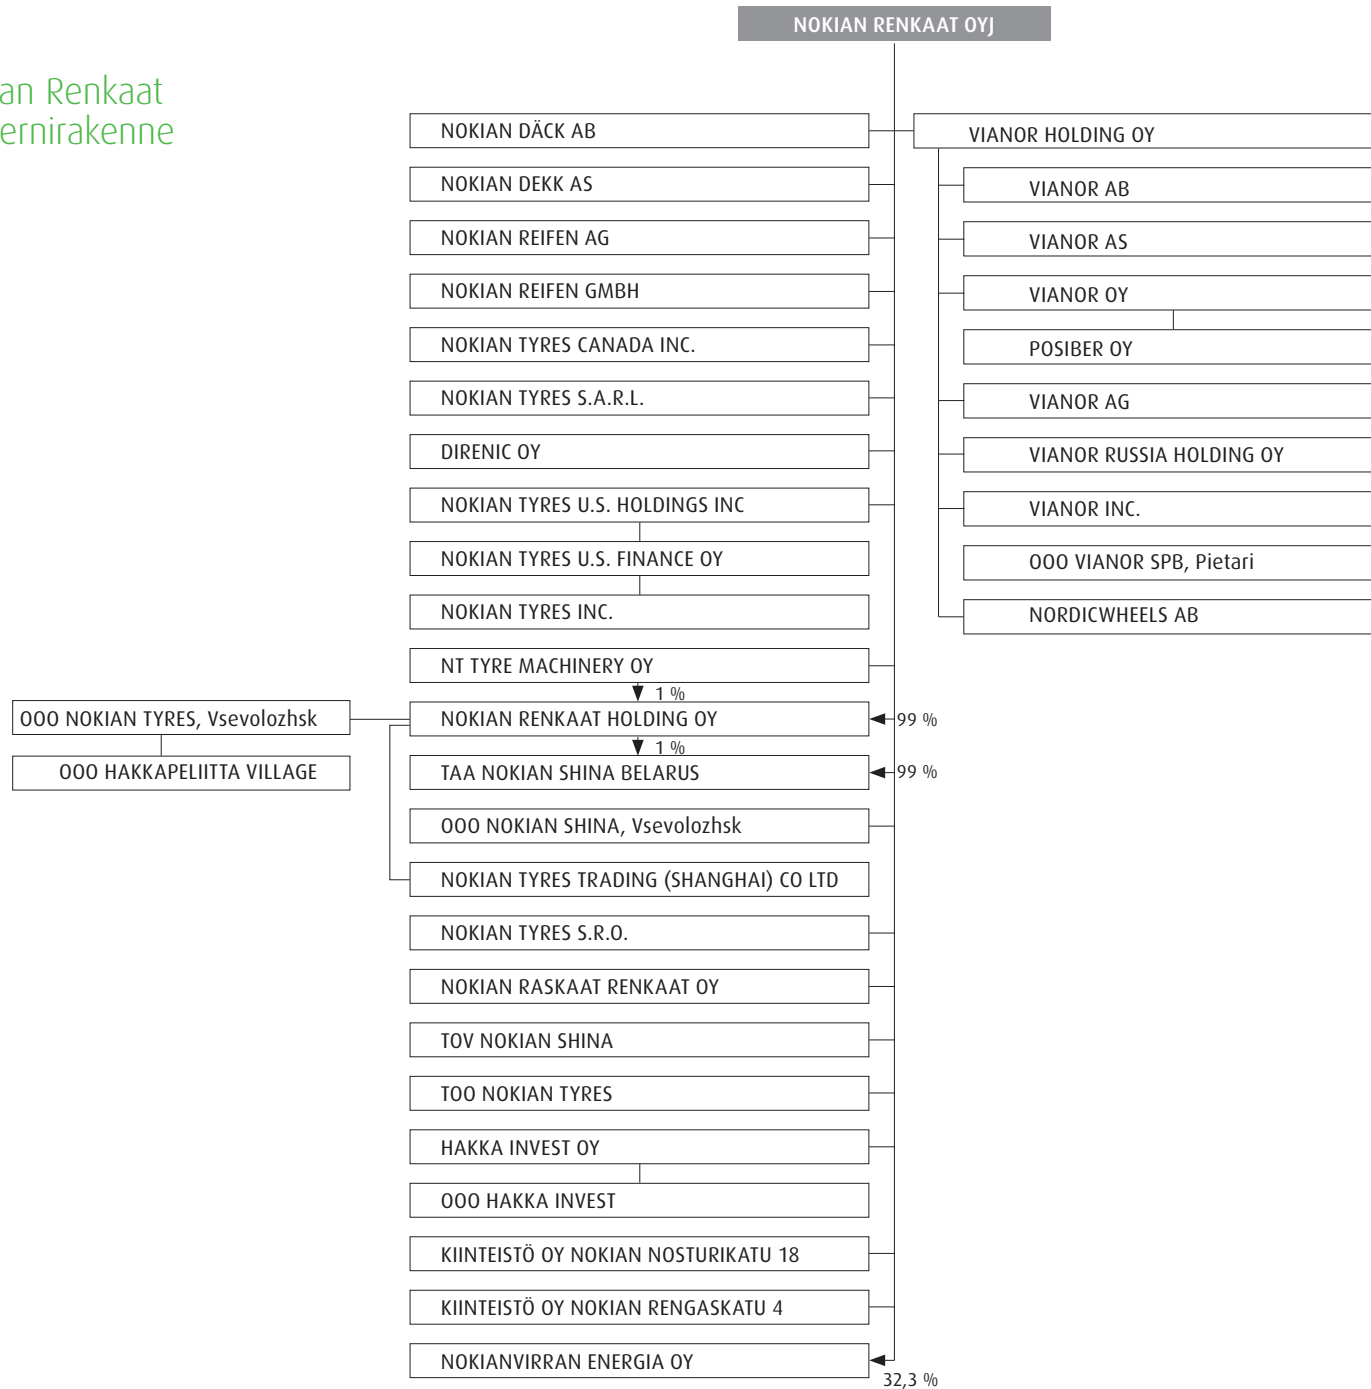 NOKIAN RENKAAT OYJ
an Renkaat
ernirakenne
NOKIAN DÄCK AB
NOKIAN DEKK AS
NOKIAN REIFEN AG
NOKIAN REIFEN GMBH
NOKIAN TYRES CANADA INC.
NOKIAN TYRES S.A.R.L.
DIRENIC OY
NOKIAN TYRES U.S. HOLDINGS INC
NOKIAN TYRES U.S. FINANCE OY
NOKIAN TYRES INC.
NT TYRE MACHINERY OY
1 %
NOKIAN RENKAAT HOLDING OY
99 %
1 %
TAA NOKIAN SHINA BELARUS
99 %
OOO NOKIAN SHINA, Vsevolozhsk
NOKIAN TYRES TRADING (SHANGHAI) CO LTD
NOKIAN TYRES S.R.O.
NOKIAN RASKAAT RENKAAT OY
TOV NOKIAN SHINA
TOO NOKIAN TYRES
HAKKA INVEST OY
OOO HAKKA INVEST
KIINTEISTÖ OY NOKIAN NOSTURIKATU 18
KIINTEISTÖ OY NOKIAN RENGASKATU 4
NOKIANVIRRAN ENERGIA OY
32,3 %
OOO NOKIAN TYRES, Vsevolozhsk
OOO HAKKAPELIITTA VILLAGE
VIANOR HOLDING OY
VIANOR AB
VIANOR AS
VIANOR OY
POSIBER OY
VIANOR AG
VIANOR RUSSIA HOLDING OY
VIANOR INC.
OOO VIANOR SPB, Pietari
NORDICWHEELS AB